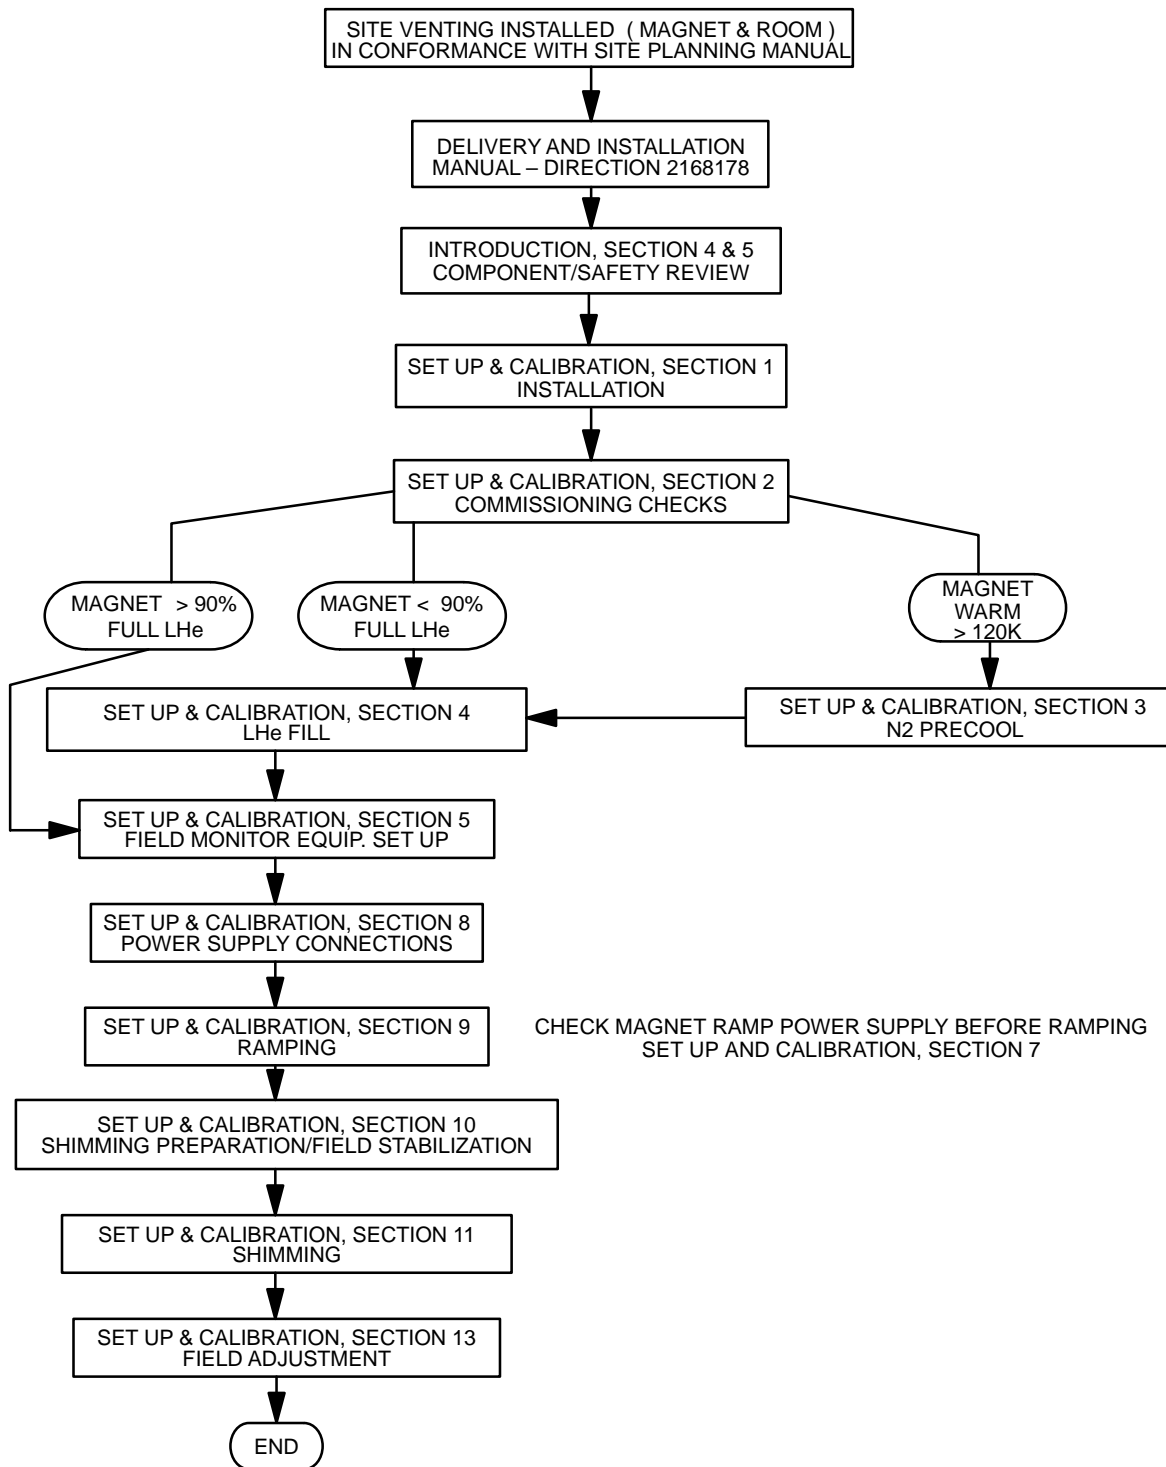 SITE VENTING INSTALLED ( MAGNET & ROOM )
IN CONFORMANCE WITH SITE PLANNING MANUAL
DELIVERY AND INSTALLATION
MANUAL – DIRECTION 2168178
INTRODUCTION, SECTION 4 & 5
COMPONENT/SAFETY REVIEW
SET UP & CALIBRATION, SECTION 1
INSTALLATION
SET UP & CALIBRATION, SECTION 2
COMMISSIONING CHECKS
MAGNET > 90%
FULL LHe
MAGNET < 90%
FULL LHe
MAGNET
WARM
> 120K
SET UP & CALIBRATION, SECTION 4
LHe FILL
SET UP & CALIBRATION, SECTION 3
N2 PRECOOL
SET UP & CALIBRATION, SECTION 5
FIELD MONITOR EQUIP. SET UP
SET UP & CALIBRATION, SECTION 8
POWER SUPPLY CONNECTIONS
SET UP & CALIBRATION, SECTION 9
RAMPING
CHECK MAGNET RAMP POWER SUPPLY BEFORE RAMPING
SET UP AND CALIBRATION, SECTION 7
SET UP & CALIBRATION, SECTION 10
SHIMMING PREPARATION/FIELD STABILIZATION
SET UP & CALIBRATION, SECTION 11
SHIMMING
SET UP & CALIBRATION, SECTION 13
FIELD ADJUSTMENT
END